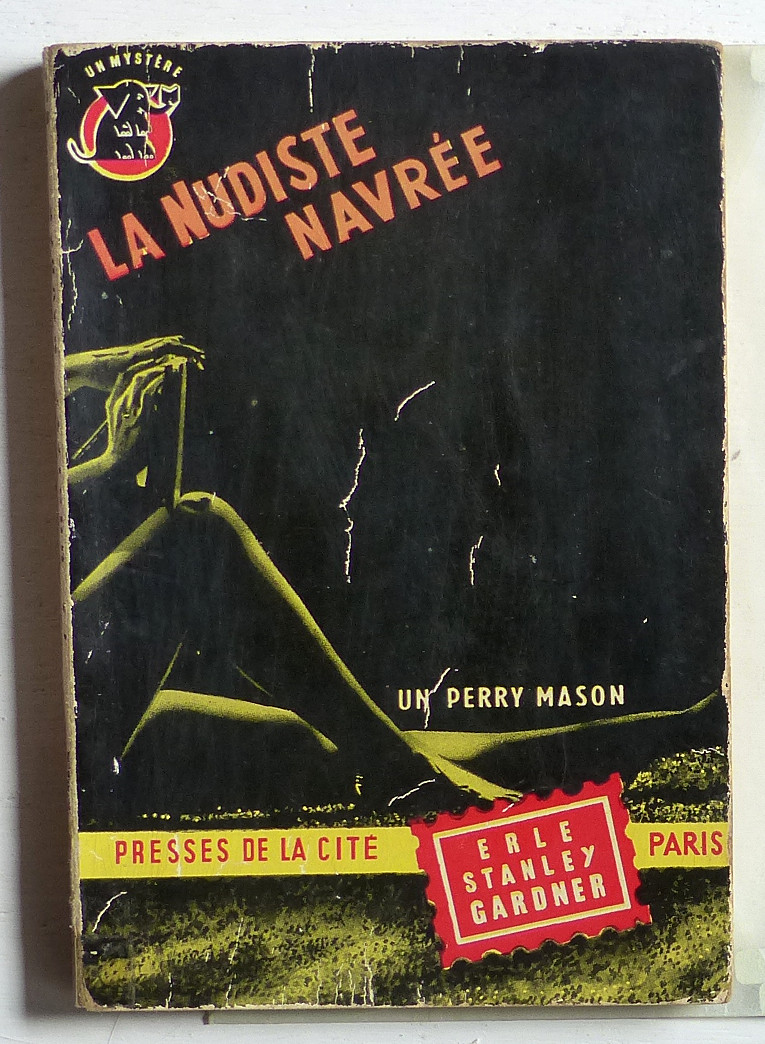 UN MYSTÈRE
LA NUDISTE
NAVRÉE
UN PERRY MASON
PRESSES DE LA CITÉ
ERLE
STANLEY
GARDNER
PARIS